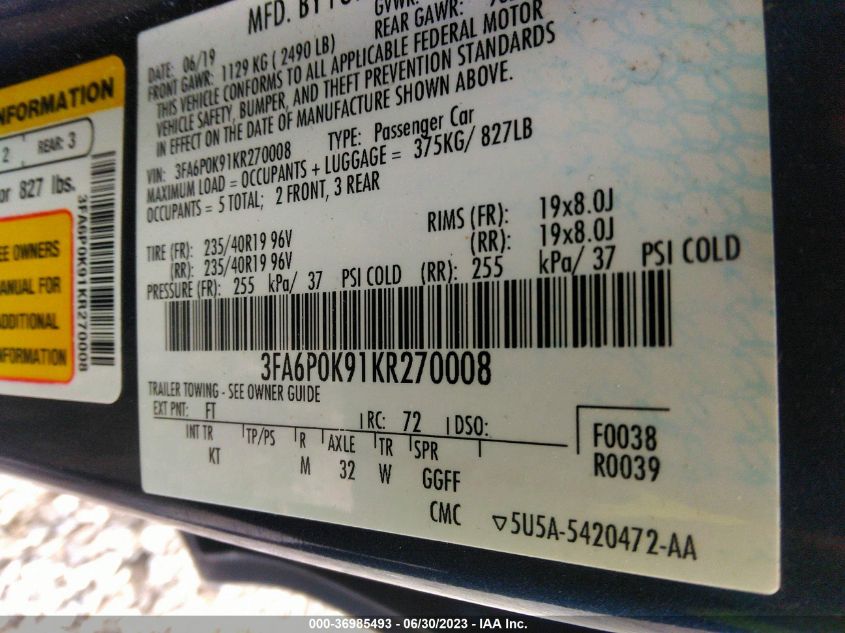 MFD. BY
GVWR:
REAR GAWR:
DATE: 06/19
FRONT GAWR: 1129 KG ( 2490 LB)
THIS VEHICLE CONFORMS TO ALL APPLICABLE FEDERAL MOTOR
VEHICLE SAFETY, BUMPER, AND THEFT PREVENTION STANDARDS
IN EFFECT ON THE DATE OF MANUFACTURE SHOWN ABOVE.
VIN: 3FA6P0K91KR270008 TYPE: Passenger Car
MAXIMUM LOAD = OCCUPANTS + LUGGAGE = 375KG/ 827LB
OCCUPANTS = 5 TOTAL; 2 FRONT, 3 REAR
RIMS (FR): 19x8.0J
TIRE (FR): 235/40R19 96V (RR): 19x8.0J
(RR): 235/40R19 96V
PRESSURE (FR): 255 kPa/ 37 PSI COLD (RR): 255 kPa/ 37 PSI COLD
3FA6P0K91KR270008
TRAILER TOWING - SEE OWNER GUIDE
EXT PNT: FT RC: 72 DSO:
INT TR TP/PS R AXLE TR SPR
KT M 32 W GGFF
F0038
R0039
CMC 5U5A-5420472-AA
INFORMATION
2 REAR: 3
or 827 lbs.
SEE OWNERS
MANUAL FOR
ADDITIONAL
INFORMATION
3FA6P0K91KR270008
000-36985493 / 06/30/2023 - IAA Inc.